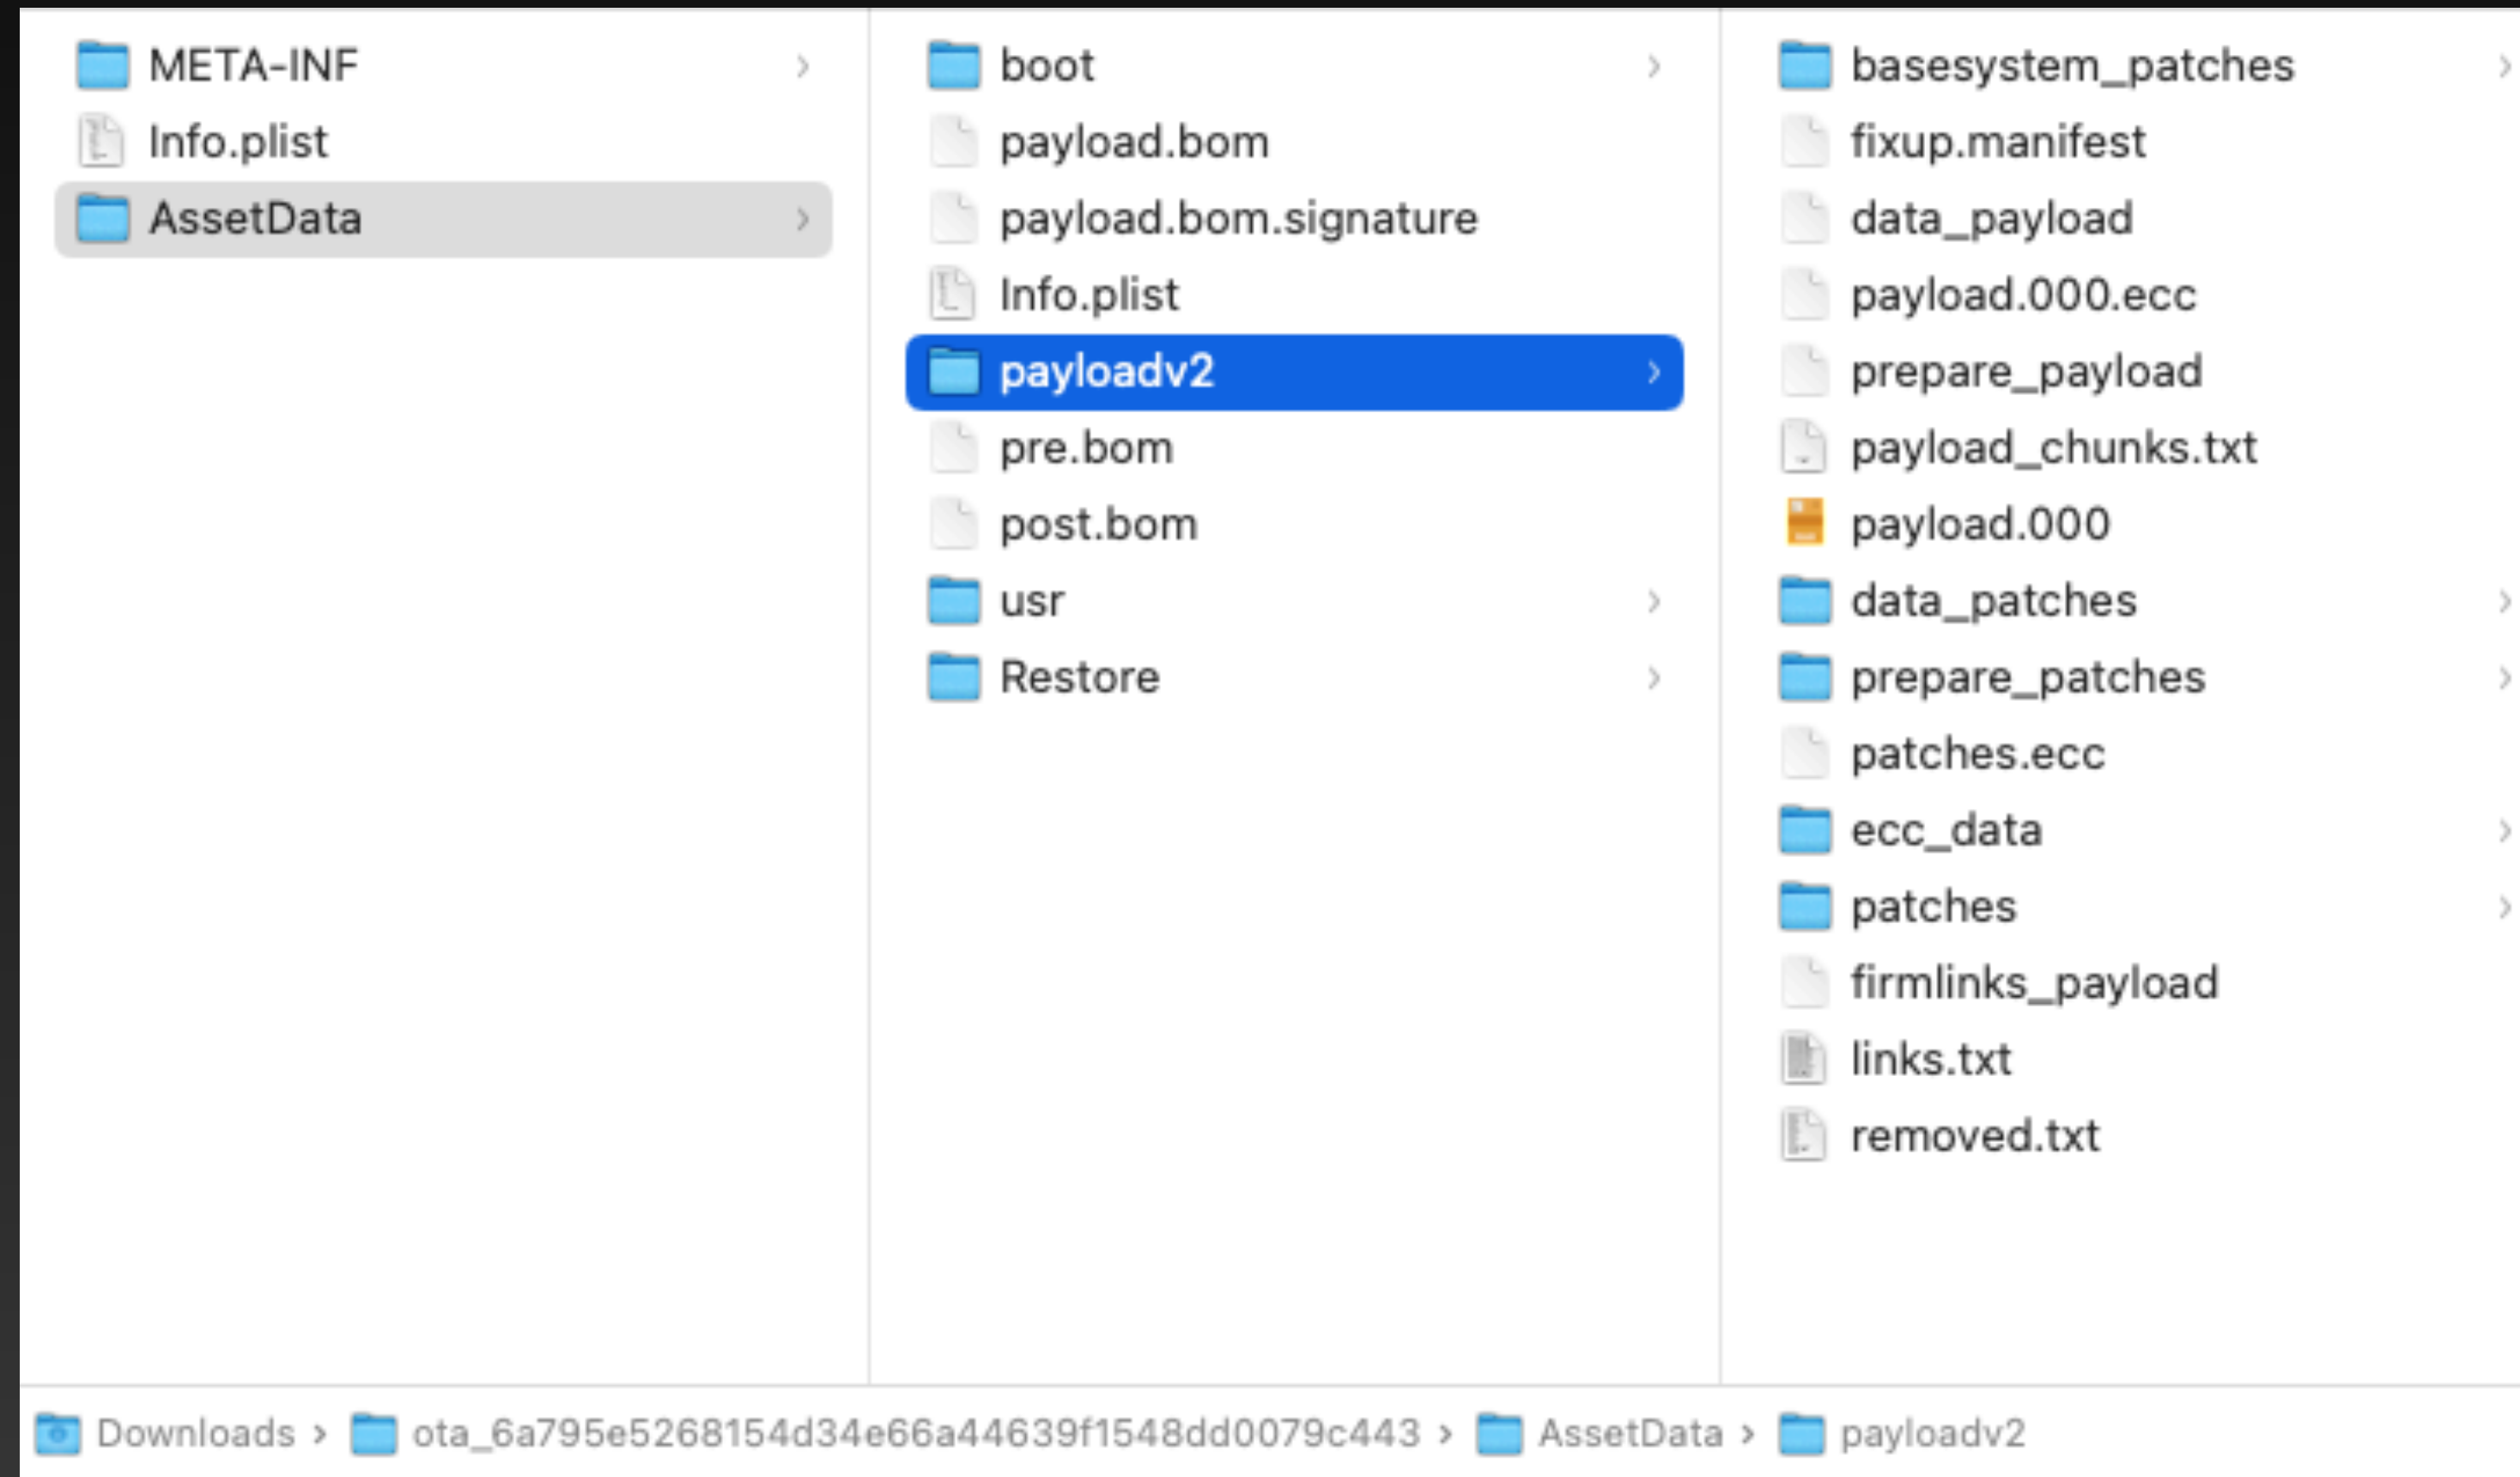 META-INF
Info.plist
AssetData
boot
payload.bom
payload.bom.signature
Info.plist
payloadv2
pre.bom
post.bom
usr
Restore
basesystem_patches
fixup.manifest
data_payload
payload.000.ecc
prepare_payload
payload_chunks.txt
payload.000
data_patches
prepare_patches
patches.ecc
ecc_data
patches
firmlinks_payload
links.txt
removed.txt
Downloads › ota_6a795e5268154d34e66a44639f1548dd0079c443 › AssetData › payloadv2